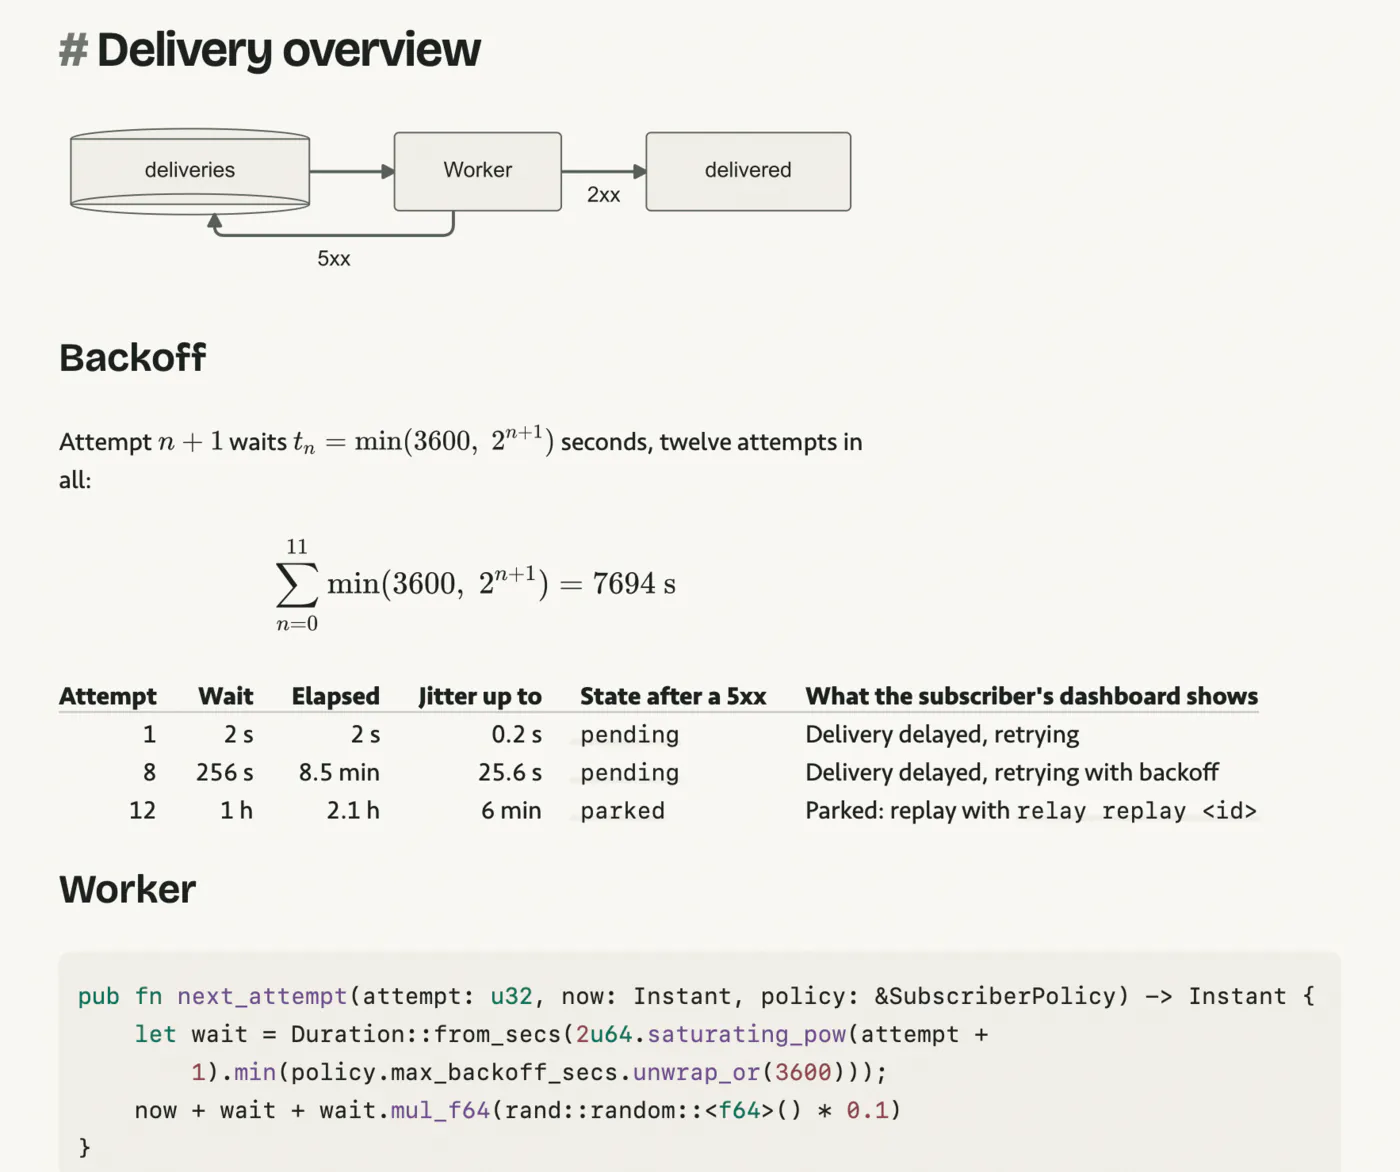 # Delivery overview
deliveries
Worker
delivered
2xx
5xx
Backoff
Attempt n + 1 waits tₙ = min(3600, 2ⁿ⁺¹) seconds, twelve attempts in
all:
11
∑ min(3600, 2ⁿ⁺¹) = 7694 s
n=0
Attempt Wait Elapsed Jitter up to State after a 5xx What the subscriber's dashboard shows
1 2 s 2 s 0.2 s pending Delivery delayed, retrying
8 256 s 8.5 min 25.6 s pending Delivery delayed, retrying with backoff
12 1 h 2.1 h 6 min parked Parked: replay with relay replay <id>
Worker
pub fn next_attempt(attempt: u32, now: Instant, policy: &SubscriberPolicy) -> Instant {
    let wait = Duration::from_secs(2u64.saturating_pow(attempt +
        1).min(policy.max_backoff_secs.unwrap_or(3600)));
    now + wait + wait.mul_f64(rand::random::<f64>() * 0.1)
}